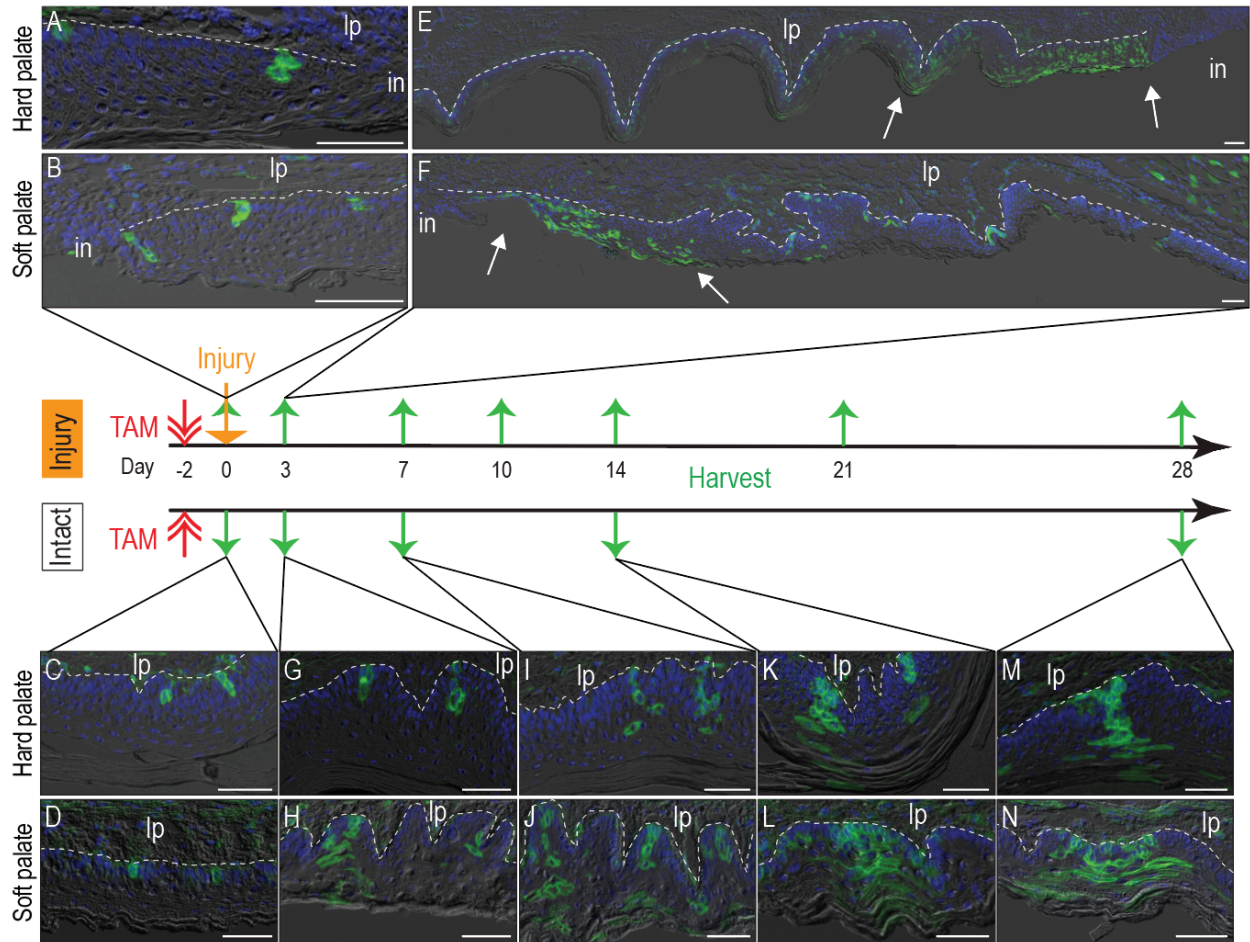 Hard palate
A
lp
in
E
lp
in
Soft palate
B
lp
in
F
lp
in
Injury
Injury
TAM
Day
-2
0
3
7
10
14
21
28
Harvest
Intact
TAM
Hard palate
C
lp
G
lp
I
lp
K
lp
M
lp
Soft palate
D
lp
H
lp
J
lp
L
lp
N
lp